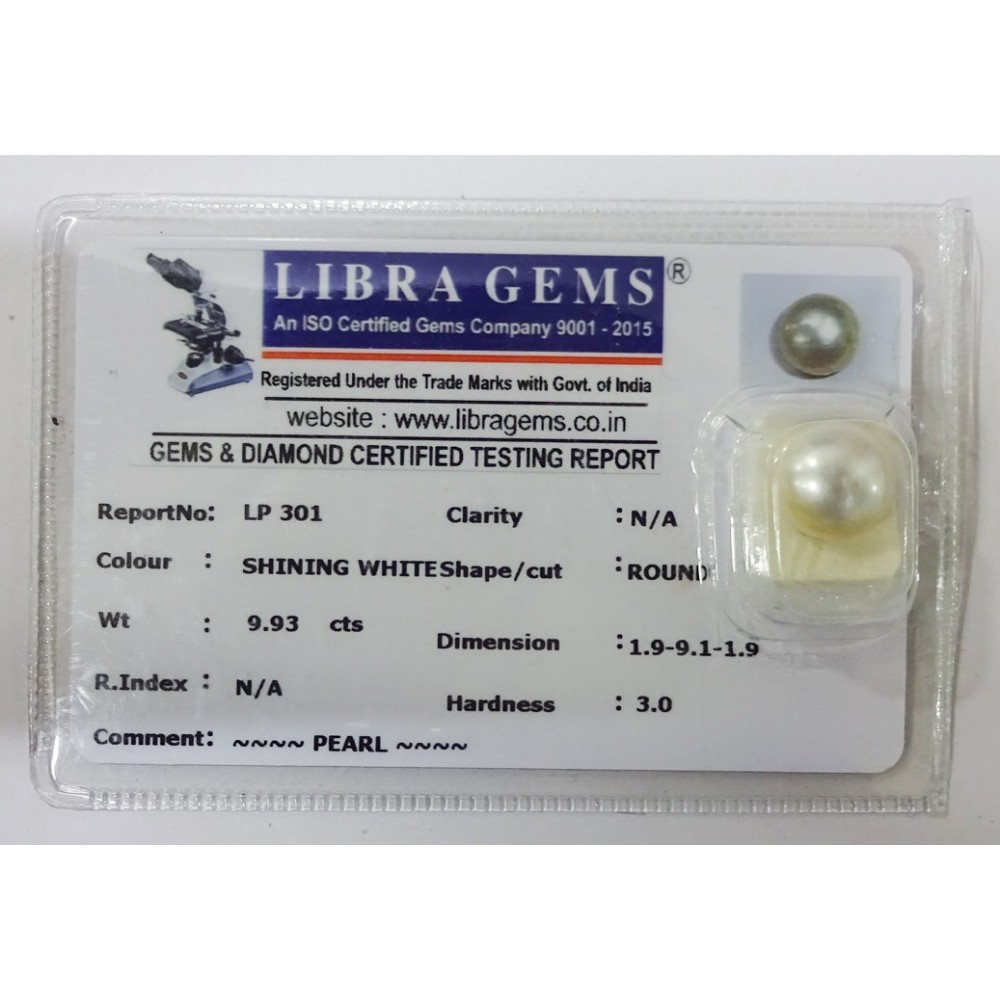 LIBRA GEMS ®
An ISO Certified Gems Company 9001 - 2015
Registered Under the Trade Marks with Govt. of India
website : www.libragems.co.in
GEMS & DIAMOND CERTIFIED TESTING REPORT
ReportNo: LP 301 Clarity : N/A
Colour : SHINING WHITE Shape/cut : ROUND
Wt : 9.93 cts Dimension : 1.9-9.1-1.9
R.Index : N/A Hardness : 3.0
Comment: ~~~~ PEARL ~~~~